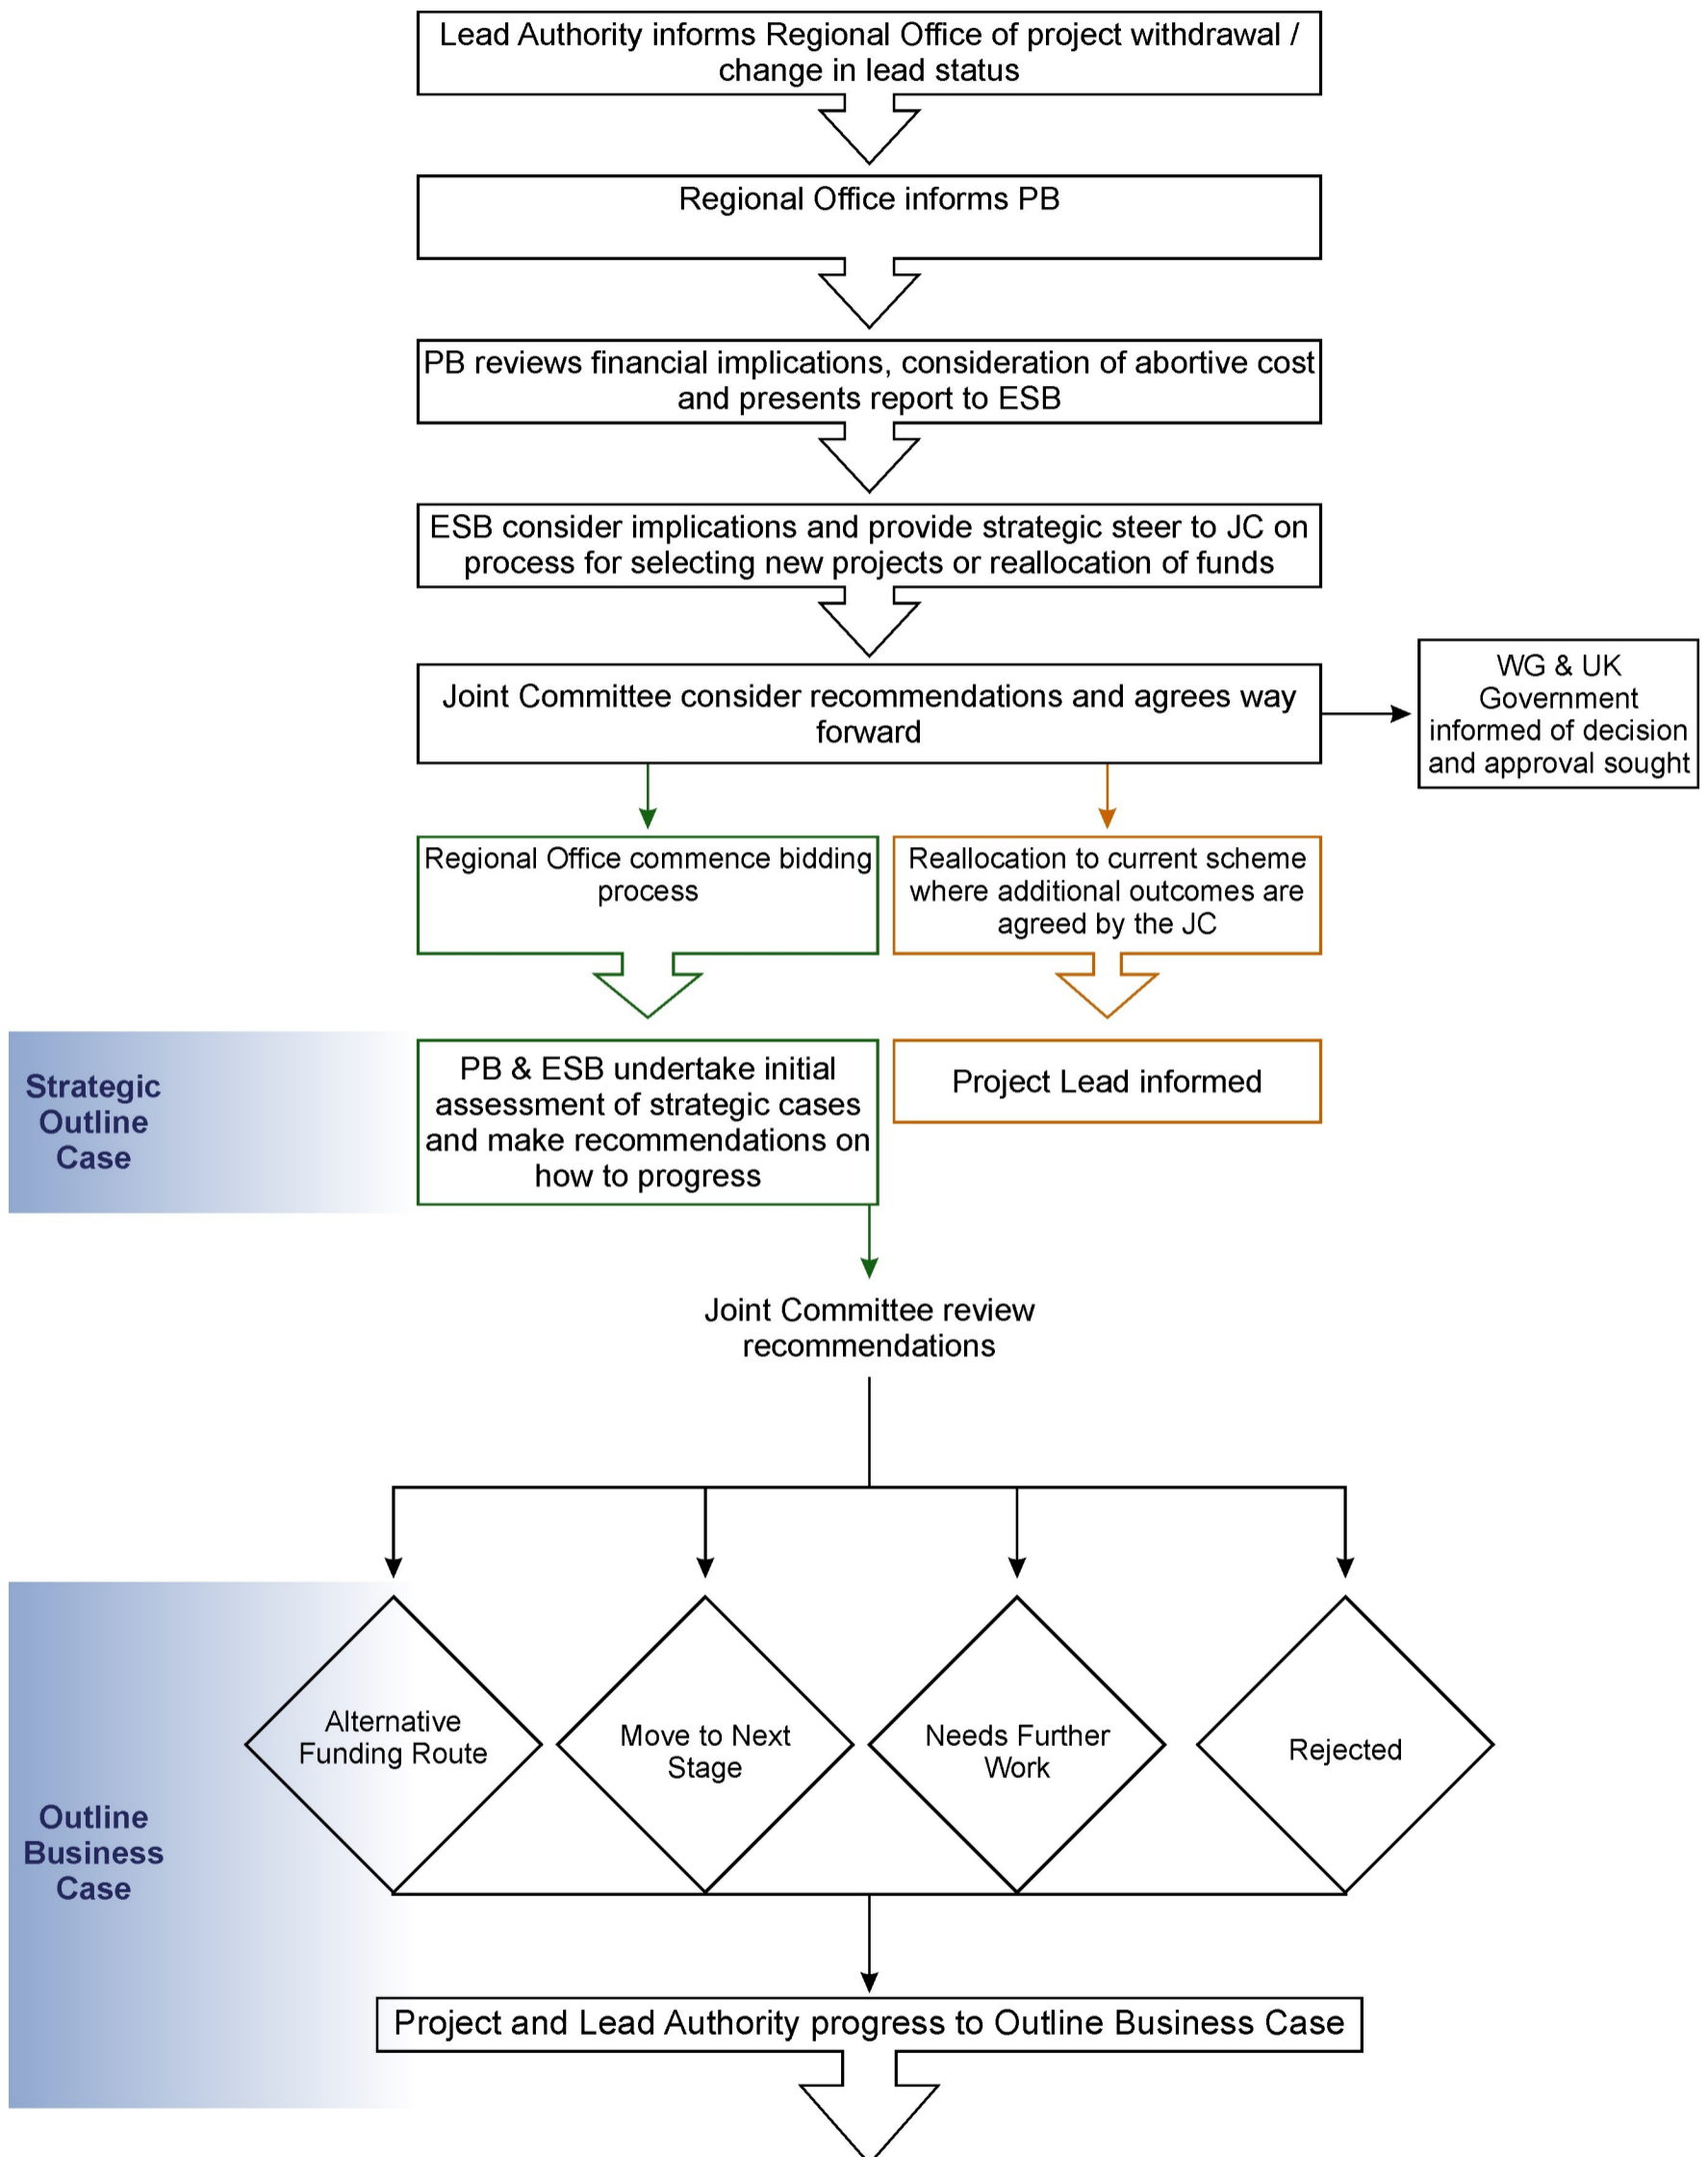 Lead Authority informs Regional Office of project withdrawal /
change in lead status
Regional Office informs PB
PB reviews financial implications, consideration of abortive cost
and presents report to ESB
ESB consider implications and provide strategic steer to JC on
process for selecting new projects or reallocation of funds
Joint Committee consider recommendations and agrees way
forward
WG & UK
Government
informed of decision
and approval sought
Regional Office commence bidding
process
Reallocation to current scheme
where additional outcomes are
agreed by the JC
Strategic
Outline
Case
PB & ESB undertake initial
assessment of strategic cases
and make recommendations on
how to progress
Project Lead informed
Joint Committee review
recommendations
Alternative
Funding Route
Move to Next
Stage
Needs Further
Work
Rejected
Outline
Business
Case
Project and Lead Authority progress to Outline Business Case